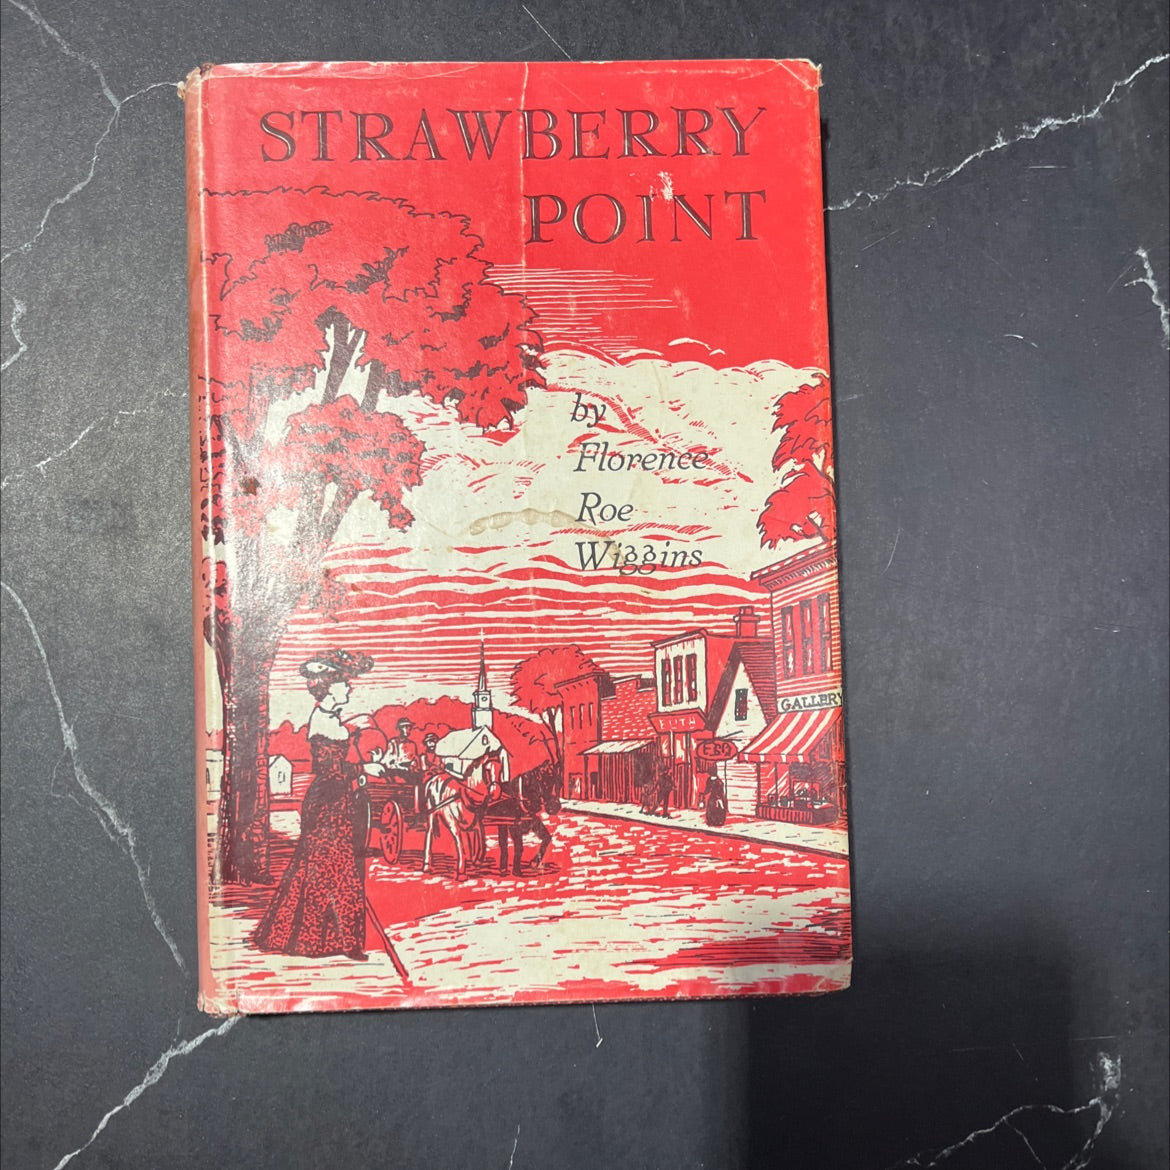 STRAWBERRY
POINT
by
Florence
Roe
Wiggins
GALLERY